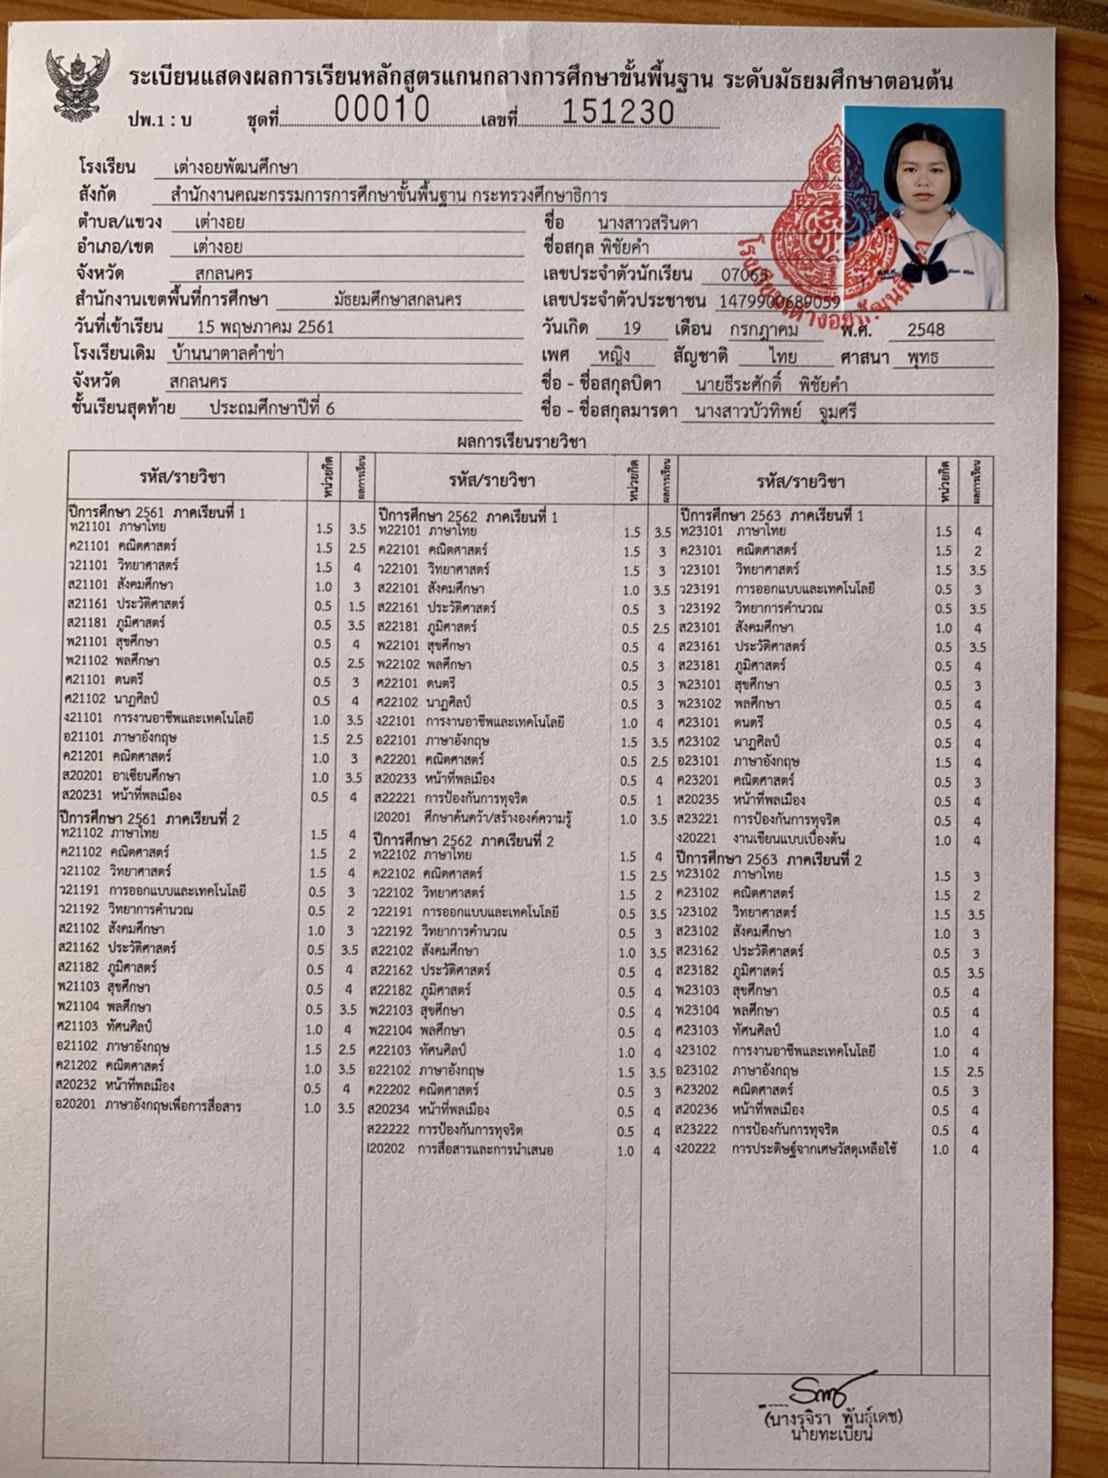 ระเบียนแสดงผลการเรียนหลักสูตรแกนกลางการศึกษาขั้นพื้นฐาน ระดับมัธยมศึกษาตอนต้น
ปพ.1 : บ ชุดที่ 00010 เลขที่ 151230
โรงเรียน เต่างอยพัฒนศึกษา
สังกัด สำนักงานคณะกรรมการการศึกษาขั้นพื้นฐาน กระทรวงศึกษาธิการ
ตำบล/แขวง เต่างอย
อำเภอ/เขต เต่างอย
จังหวัด สกลนคร
สำนักงานเขตพื้นที่การศึกษา มัธยมศึกษาสกลนคร
วันที่เข้าเรียน 15 พฤษภาคม 2561
โรงเรียนเดิม บ้านนาตาลคำข่า
จังหวัด สกลนคร
ชั้นเรียนสุดท้าย ประถมศึกษาปีที่ 6
ชื่อ นางสาวสรินดา
ชื่อสกุล พิชัยคำ
เลขประจำตัวนักเรียน 07065
เลขประจำตัวประชาชน 1479900689059
วันเกิด 19 เดือน กรกฎาคม พ.ศ. 2548
เพศ หญิง สัญชาติ ไทย ศาสนา พุทธ
ชื่อ - ชื่อสกุลบิดา นายธีระศักดิ์ พิชัยคำ
ชื่อ - ชื่อสกุลมารดา นางสาวบัวทิพย์ จูมศรี
ผลการเรียนรายวิชา
รหัส/รายวิชา หน่วยกิต ผลการเรียน
ปีการศึกษา 2561 ภาคเรียนที่ 1
ท21101 ภาษาไทย 1.5 3.5
ค21101 คณิตศาสตร์ 1.5 2.5
ว21101 วิทยาศาสตร์ 1.5 4
ส21101 สังคมศึกษา 1.0 3
ส21161 ประวัติศาสตร์ 0.5 1.5
ส21181 ภูมิศาสตร์ 0.5 3.5
พ21101 สุขศึกษา 0.5 4
พ21102 พลศึกษา 0.5 2.5
ศ21101 ดนตรี 0.5 3
ศ21102 นาฏศิลป์ 0.5 4
ง21101 การงานอาชีพและเทคโนโลยี 1.0 3.5
อ21101 ภาษาอังกฤษ 1.5 2.5
ค21201 คณิตศาสตร์ 1.0 3
ส20201 อาเซียนศึกษา 1.0 3.5
ส20231 หน้าที่พลเมือง 0.5 4
ปีการศึกษา 2561 ภาคเรียนที่ 2
ท21102 ภาษาไทย 1.5 4
ค21102 คณิตศาสตร์ 1.5 2
ว21102 วิทยาศาสตร์ 1.5 4
ว21191 การออกแบบและเทคโนโลยี 0.5 3
ว21192 วิทยาการคำนวณ 0.5 2
ส21102 สังคมศึกษา 1.0 3
ส21162 ประวัติศาสตร์ 0.5 3.5
ส21182 ภูมิศาสตร์ 0.5 4
พ21103 สุขศึกษา 0.5 4
พ21104 พลศึกษา 0.5 3.5
ศ21103 ทัศนศิลป์ 1.0 4
อ21102 ภาษาอังกฤษ 1.5 2.5
ค21202 คณิตศาสตร์ 1.0 3.5
ส20232 หน้าที่พลเมือง 0.5 4
อ20201 ภาษาอังกฤษเพื่อการสื่อสาร 1.0 3.5
รหัส/รายวิชา หน่วยกิต ผลการเรียน
ปีการศึกษา 2562 ภาคเรียนที่ 1
ท22101 ภาษาไทย 1.5 3.5
ค22101 คณิตศาสตร์ 1.5 3
ว22101 วิทยาศาสตร์ 1.5 3
ส22101 สังคมศึกษา 1.0 3.5
ส22161 ประวัติศาสตร์ 0.5 3
ส22181 ภูมิศาสตร์ 0.5 2.5
พ22101 สุขศึกษา 0.5 4
พ22102 พลศึกษา 0.5 3
ศ22101 ดนตรี 0.5 3
ศ22102 นาฏศิลป์ 0.5 3
ง22101 การงานอาชีพและเทคโนโลยี 1.0 4
อ22101 ภาษาอังกฤษ 1.5 3.5
ค22201 คณิตศาสตร์ 0.5 2.5
ส20233 หน้าที่พลเมือง 0.5 4
ส22221 การป้องกันการทุจริต 0.5 1
I20201 ศึกษาค้นคว้า/สร้างองค์ความรู้ 1.0 3.5
ปีการศึกษา 2562 ภาคเรียนที่ 2
ท22102 ภาษาไทย 1.5 4
ค22102 คณิตศาสตร์ 1.5 2.5
ว22102 วิทยาศาสตร์ 1.5 2
ว22191 การออกแบบและเทคโนโลยี 0.5 3.5
ว22192 วิทยาการคำนวณ 0.5 3
ส22102 สังคมศึกษา 1.0 3.5
ส22162 ประวัติศาสตร์ 0.5 4
ส22182 ภูมิศาสตร์ 0.5 4
พ22103 สุขศึกษา 0.5 4
พ22104 พลศึกษา 0.5 4
ศ22103 ทัศนศิลป์ 1.0 4
อ22102 ภาษาอังกฤษ 1.5 3.5
ค22202 คณิตศาสตร์ 0.5 3
ส20234 หน้าที่พลเมือง 0.5 4
ส22222 การป้องกันการทุจริต 0.5 4
I20202 การสื่อสารและการนำเสนอ 1.0 4
รหัส/รายวิชา หน่วยกิต ผลการเรียน
ปีการศึกษา 2563 ภาคเรียนที่ 1
ท23101 ภาษาไทย 1.5 4
ค23101 คณิตศาสตร์ 1.5 2
ว23101 วิทยาศาสตร์ 1.5 3.5
ว23191 การออกแบบและเทคโนโลยี 0.5 3
ว23192 วิทยาการคำนวณ 0.5 3.5
ส23101 สังคมศึกษา 1.0 4
ส23161 ประวัติศาสตร์ 0.5 3.5
ส23181 ภูมิศาสตร์ 0.5 4
พ23101 สุขศึกษา 0.5 3
พ23102 พลศึกษา 0.5 4
ศ23101 ดนตรี 0.5 4
ศ23102 นาฏศิลป์ 0.5 4
อ23101 ภาษาอังกฤษ 1.5 4
ค23201 คณิตศาสตร์ 0.5 3
ส20235 หน้าที่พลเมือง 0.5 4
ส23221 การป้องกันการทุจริต 0.5 4
ง20221 งานเขียนแบบเบื้องต้น 1.0 4
ปีการศึกษา 2563 ภาคเรียนที่ 2
ท23102 ภาษาไทย 1.5 3
ค23102 คณิตศาสตร์ 1.5 2
ว23102 วิทยาศาสตร์ 1.5 3.5
ส23102 สังคมศึกษา 1.0 3
ส23162 ประวัติศาสตร์ 0.5 3
ส23182 ภูมิศาสตร์ 0.5 3.5
พ23103 สุขศึกษา 0.5 4
พ23104 พลศึกษา 0.5 4
ศ23103 ทัศนศิลป์ 1.0 4
ง23102 การงานอาชีพและเทคโนโลยี 1.0 4
อ23102 ภาษาอังกฤษ 1.5 2.5
ค23202 คณิตศาสตร์ 0.5 3
ส20236 หน้าที่พลเมือง 0.5 4
ส23222 การป้องกันการทุจริต 0.5 4
ง20222 การประดิษฐ์จากเศษวัสดุเหลือใช้ 1.0 4
(นางรุจิรา พันธุ์เดช)
นายทะเบียน